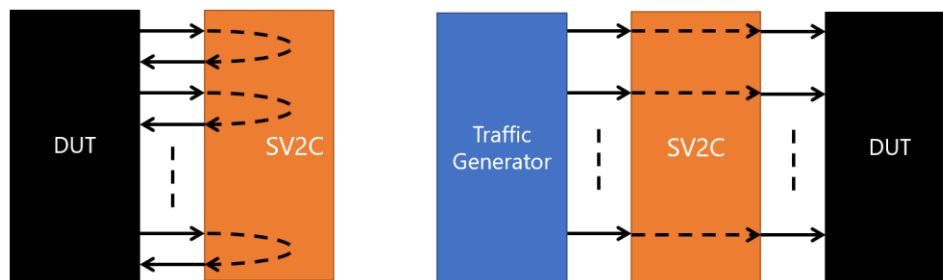 DUT
SV2C
Traffic
Generator
SV2C
DUT